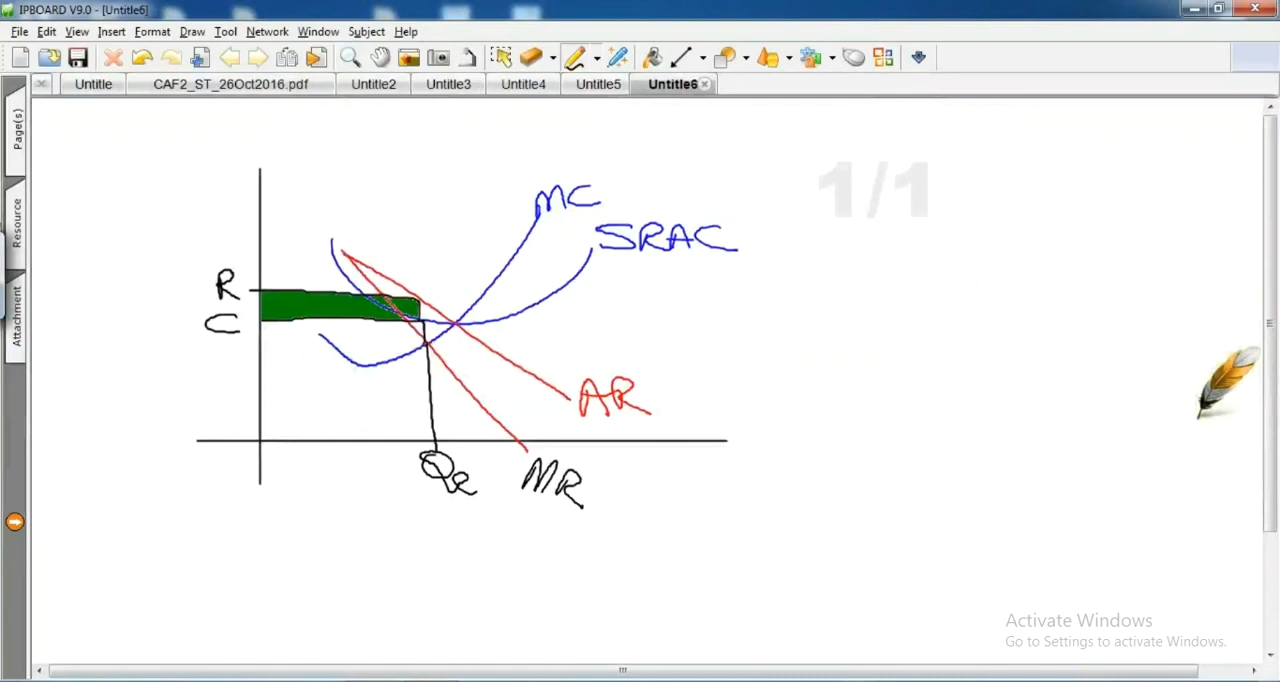 IPBOARD V9.0 - [Untitled6]
File Edit View Insert Format Draw Tool Network Window Subject Help
Untitle CAF2_ST_26Oct2016.pdf Untitle2 Untitle3 Untitle4 Untitle5 Untitle6
Page(s)
Resource
Attachment
1/1
MC
SRAC
R
C
AR
QE
MR
Activate Windows
Go to Settings to activate Windows.